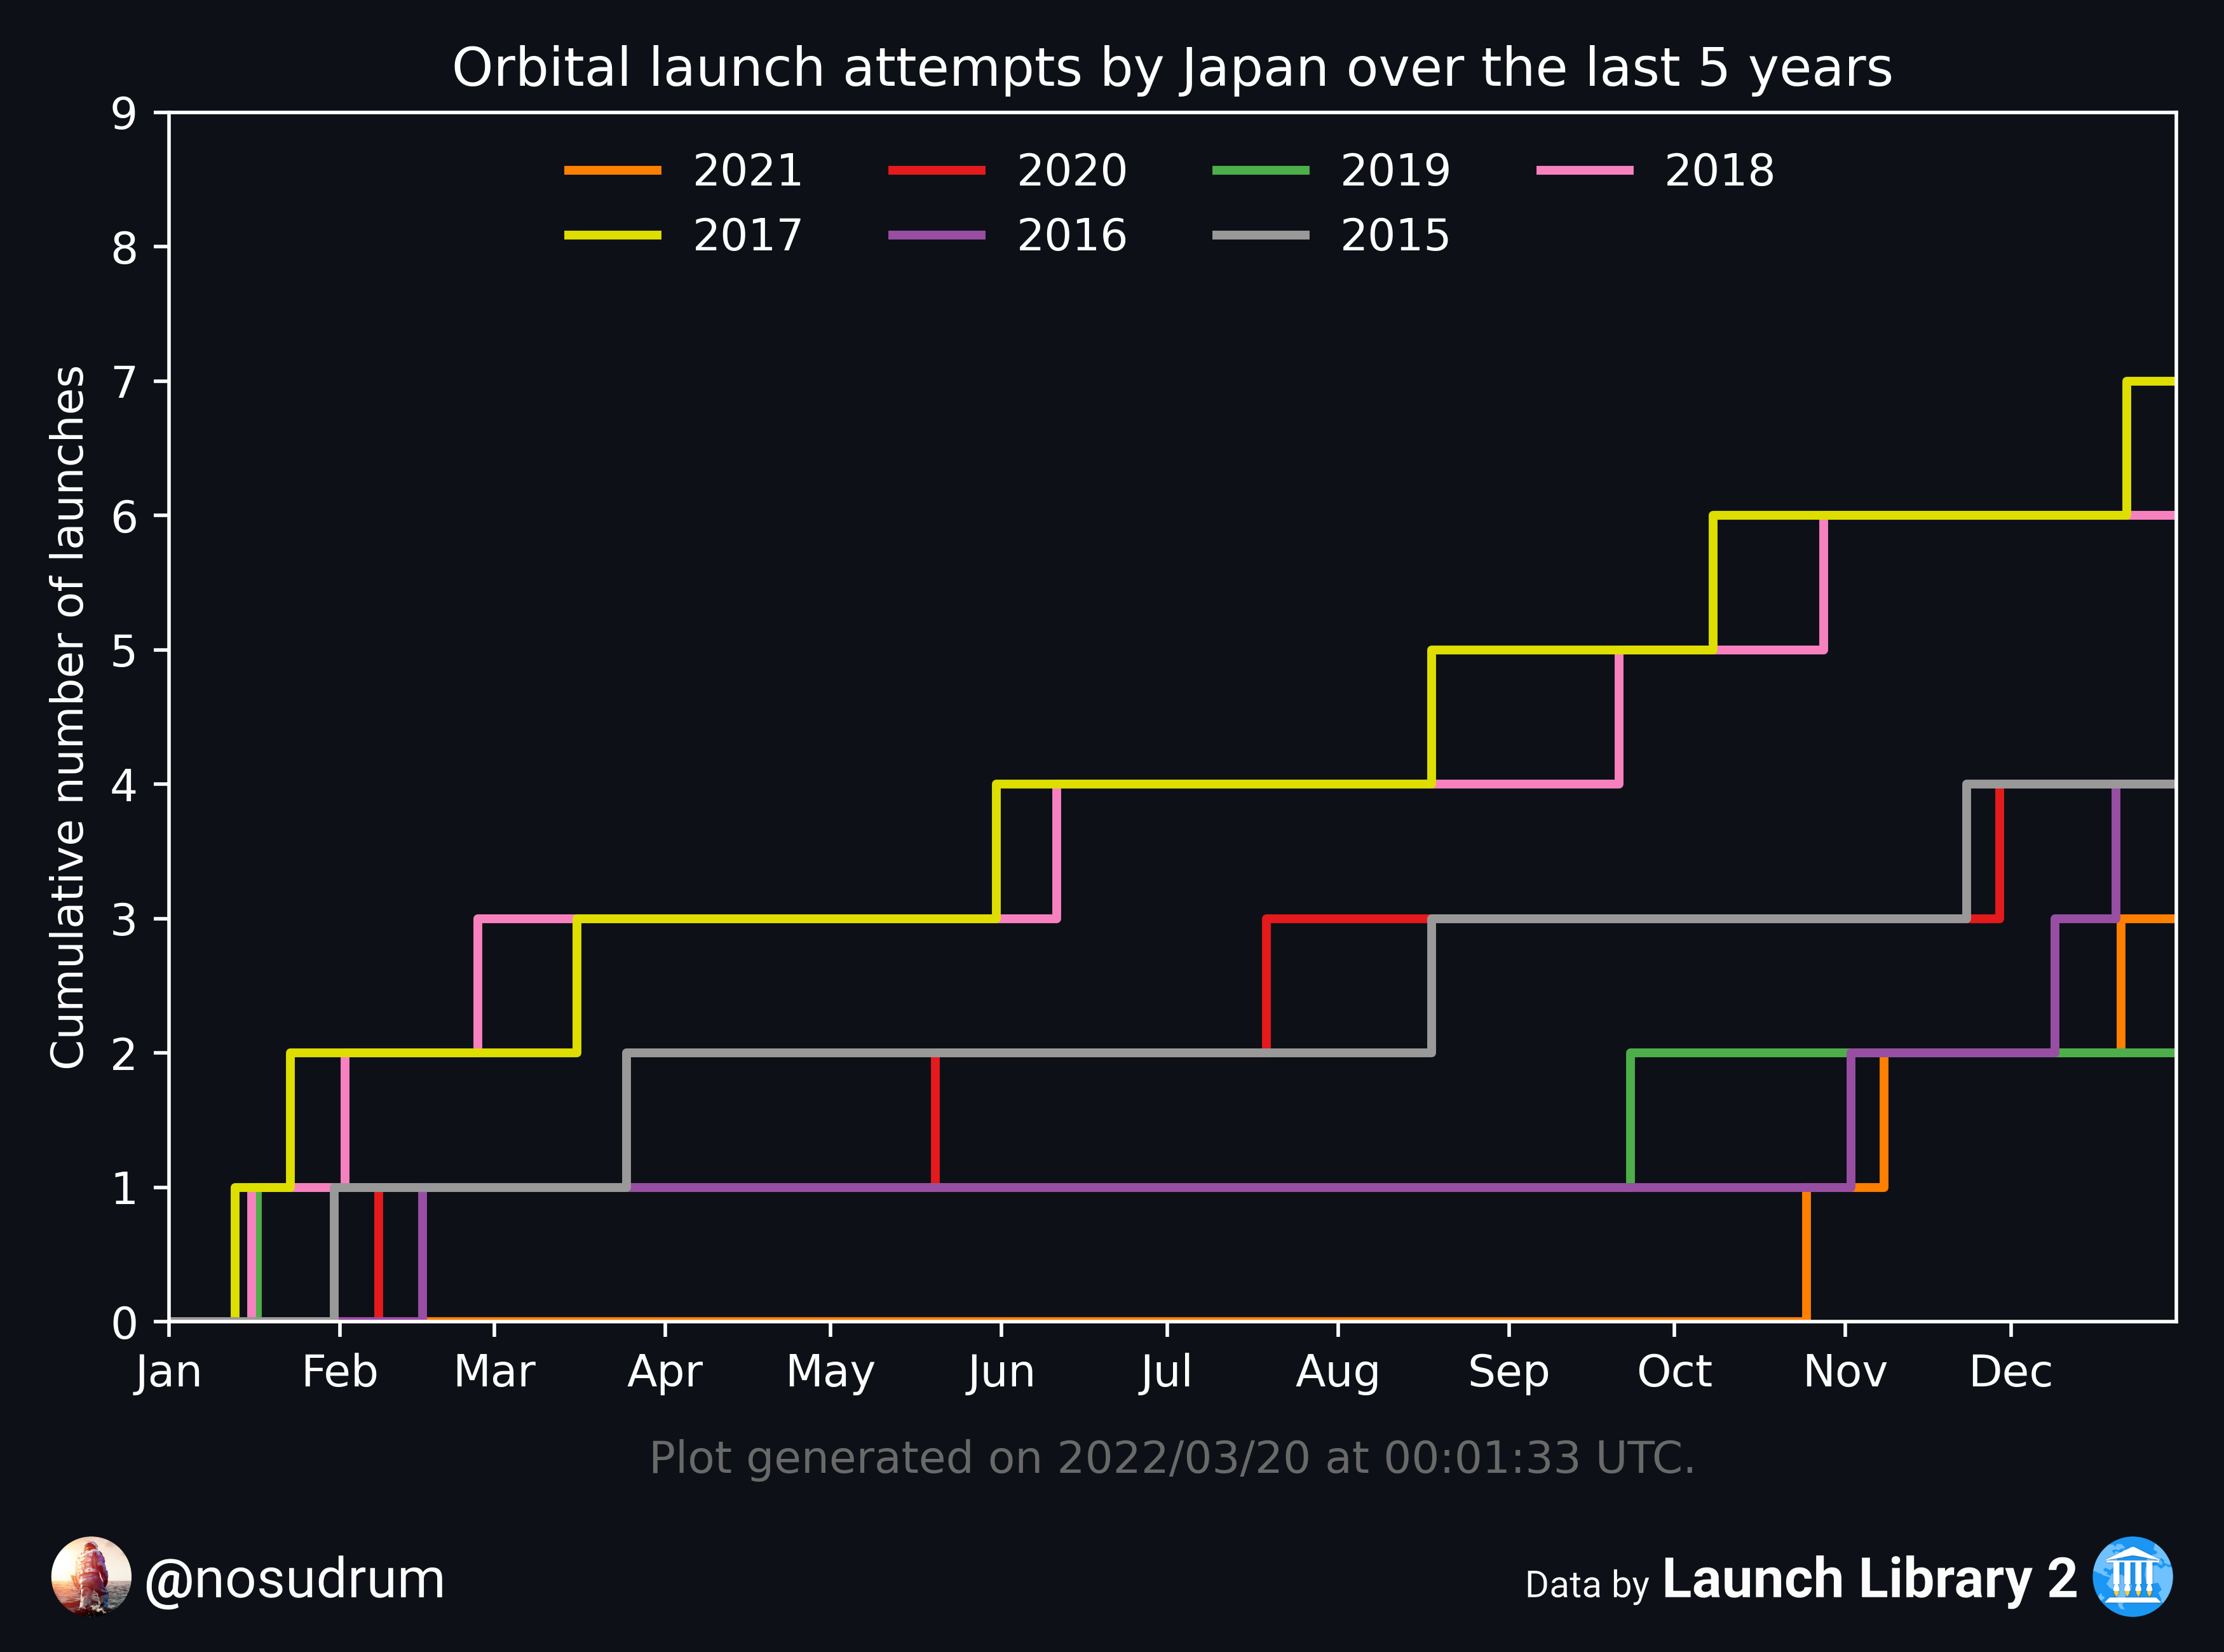 Orbital launch attempts by Japan over the last 5 years
2021 2020 2019 2018
2017 2016 2015
Cumulative number of launches
9
8
7
6
5
4
3
2
1
0
Jan Feb Mar Apr May Jun Jul Aug Sep Oct Nov Dec
Plot generated on 2022/03/20 at 00:01:33 UTC.
@nosudrum
Data by Launch Library 2